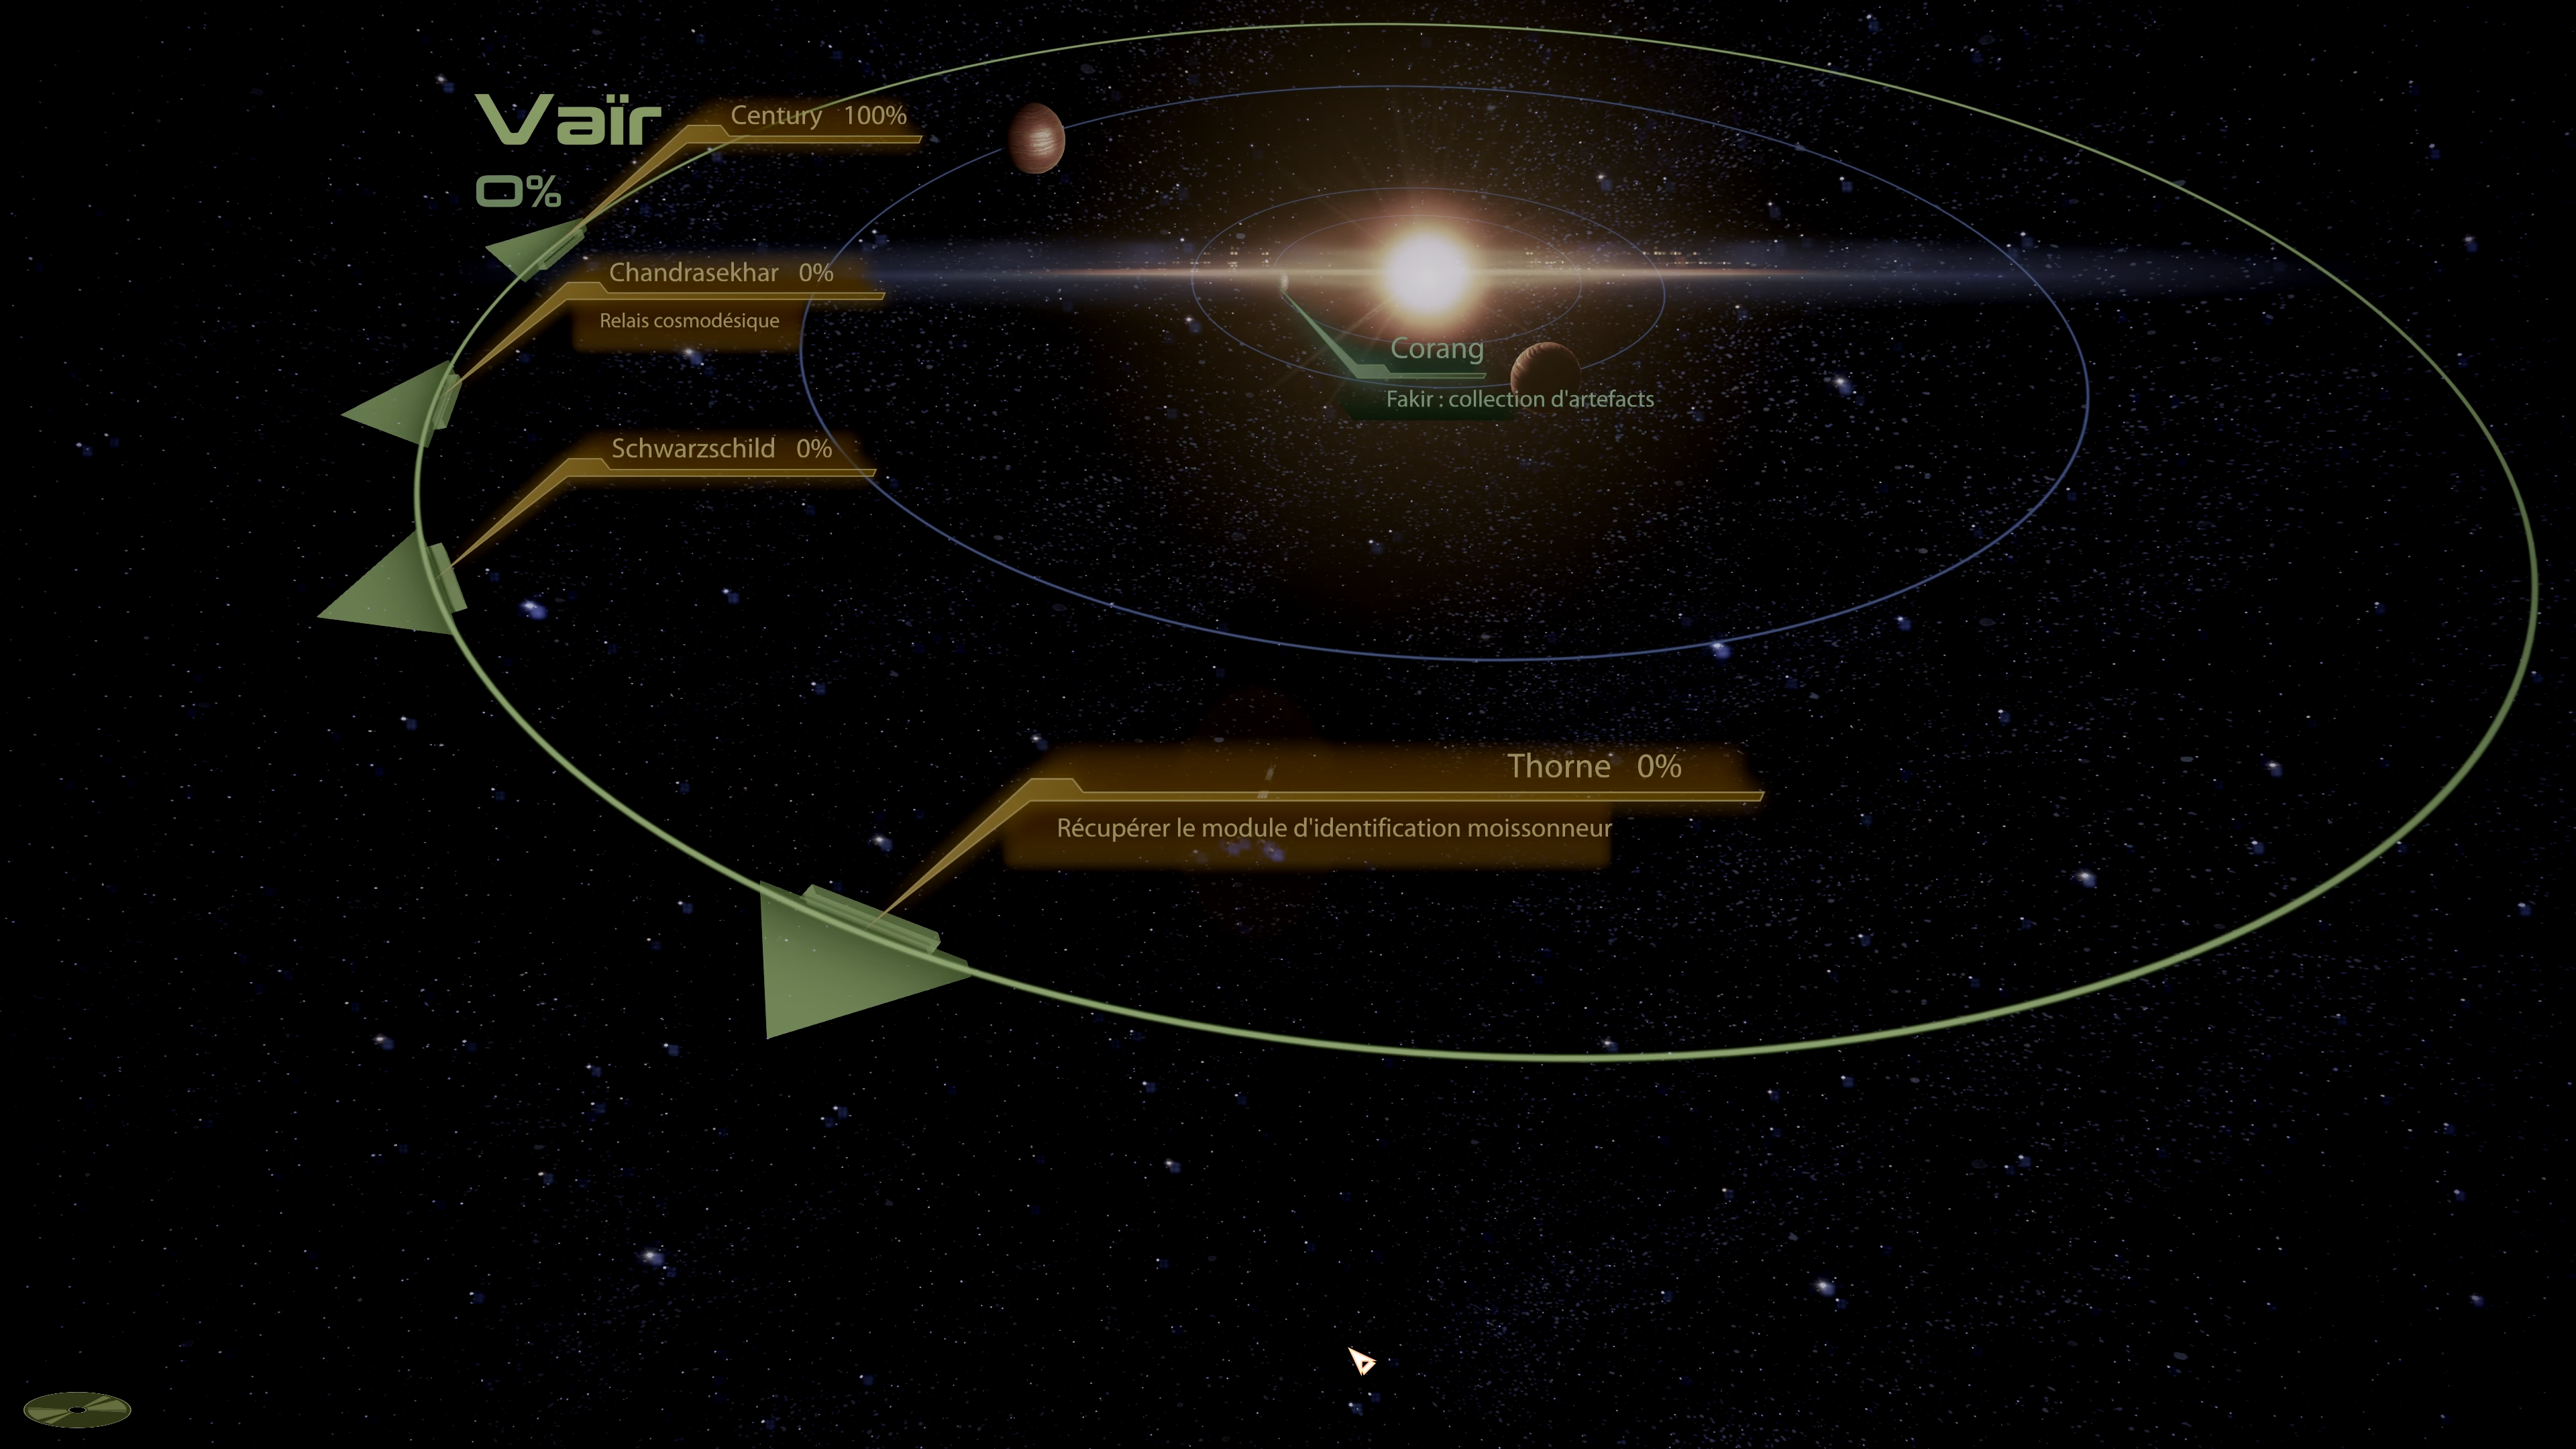 Vaïr
0%
Century 100%
Chandrasekhar 0%
Relais cosmodésique
Corang
Fakir : collection d'artefacts
Schwarzschild 0%
Thorne 0%
Récupérer le module d'identification moissonneur